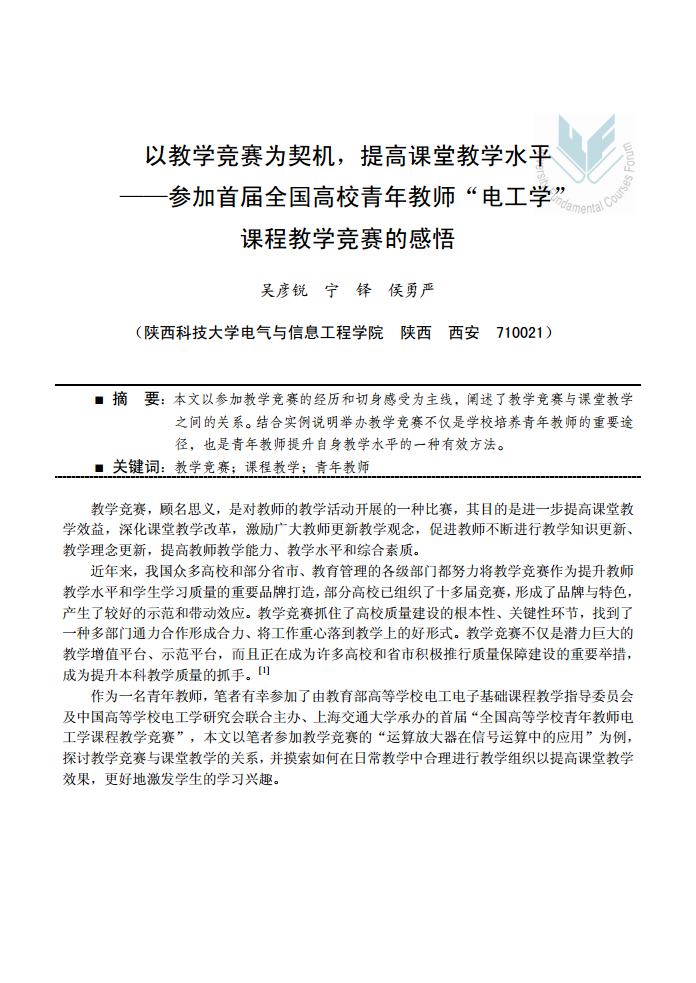 以教学竞赛为契机，提高课堂教学水平
——参加首届全国高校青年教师“电工学”
课程教学竞赛的感悟
吴彦锐　宁　铎　侯勇严
（陕西科技大学电气与信息工程学院　陕西　西安　710021）
■ 摘　要：本文以参加教学竞赛的经历和切身感受为主线，阐述了教学竞赛与课堂教学
之间的关系。结合实例说明举办教学竞赛不仅是学校培养青年教师的重要途
径，也是青年教师提升自身教学水平的一种有效方法。
■ 关键词：教学竞赛；课程教学；青年教师
教学竞赛，顾名思义，是对教师的教学活动开展的一种比赛，其目的是进一步提高课堂教
学效益，深化课堂教学改革，激励广大教师更新教学观念，促进教师不断进行教学知识更新、
教学理念更新，提高教师教学能力、教学水平和综合素质。
近年来，我国众多高校和部分省市、教育管理的各级部门都努力将教学竞赛作为提升教师
教学水平和学生学习质量的重要品牌打造，部分高校已组织了十多届竞赛，形成了品牌与特色，
产生了较好的示范和带动效应。教学竞赛抓住了高校质量建设的根本性、关键性环节，找到了
一种多部门通力合作形成合力、将工作重心落到教学上的好形式。教学竞赛不仅是潜力巨大的
教学增值平台、示范平台，而且正在成为许多高校和省市积极推行质量保障建设的重要举措，
成为提升本科教学质量的抓手。[1]
作为一名青年教师，笔者有幸参加了由教育部高等学校电工电子基础课程教学指导委员会
及中国高等学校电工学研究会联合主办、上海交通大学承办的首届“全国高等学校青年教师电
工学课程教学竞赛”，本文以笔者参加教学竞赛的“运算放大器在信号运算中的应用”为例，
探讨教学竞赛与课堂教学的关系，并摸索如何在日常教学中合理进行教学组织以提高课堂教学
效果，更好地激发学生的学习兴趣。